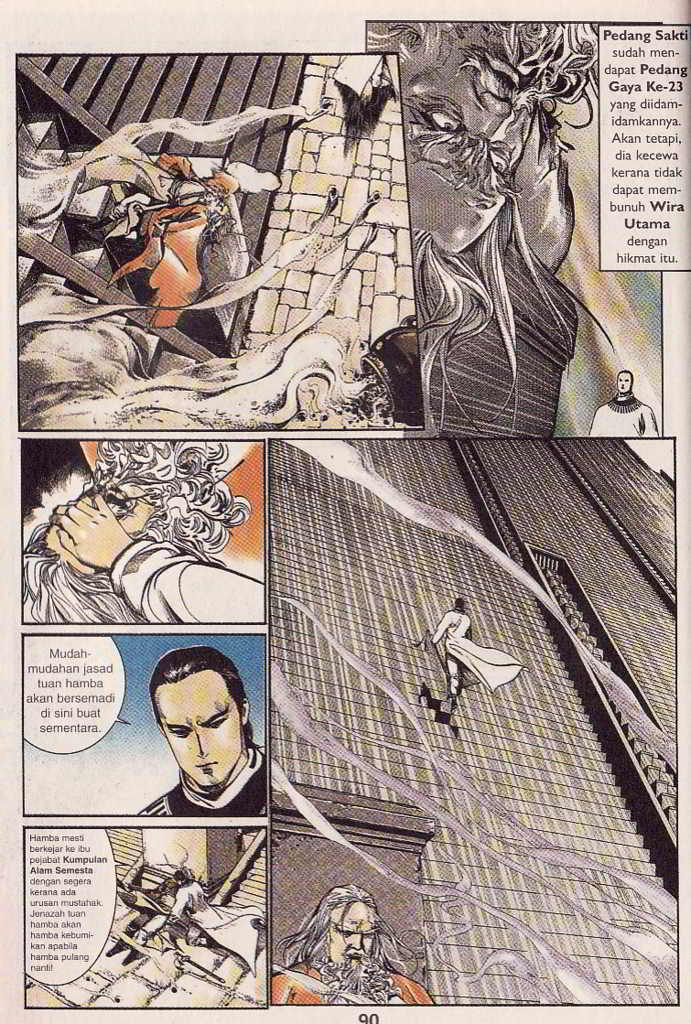 Pedang Sakti
sudah men-
dapat Pedang
Gaya Ke-23
yang diidam-
idamkannya.
Akan tetapi,
dia kecewa
kerana tidak
dapat mem-
bunuh Wira
Utama
dengan
hikmat itu.
Mudah-
mudahan jasad
tuan hamba
akan bersemadi
di sini buat
sementara.
Hamba mesti
berkejar ke ibu
pejabat Kumpulan
Alam Semesta
dengan segera
kerana ada
urusan mustahak.
Jenazah tuan
hamba akan
hamba kebumi-
kan apabila
hamba pulang
nanti!
90